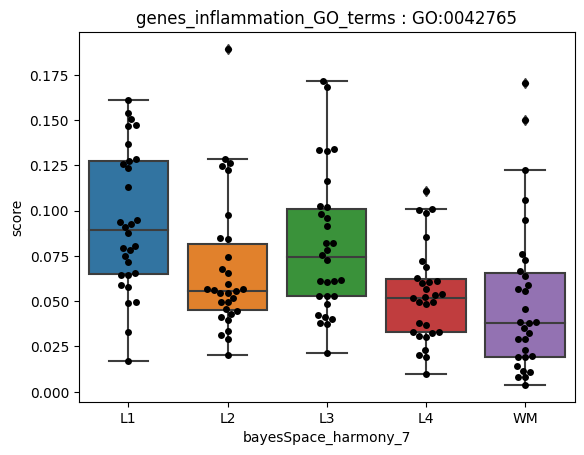 genes_inflammation_GO_terms : GO:0042765
0.175
0.150
0.125
0.100
0.075
0.050
0.025
0.000
score
L1 L2 L3 L4 WM
bayesSpace_harmony_7